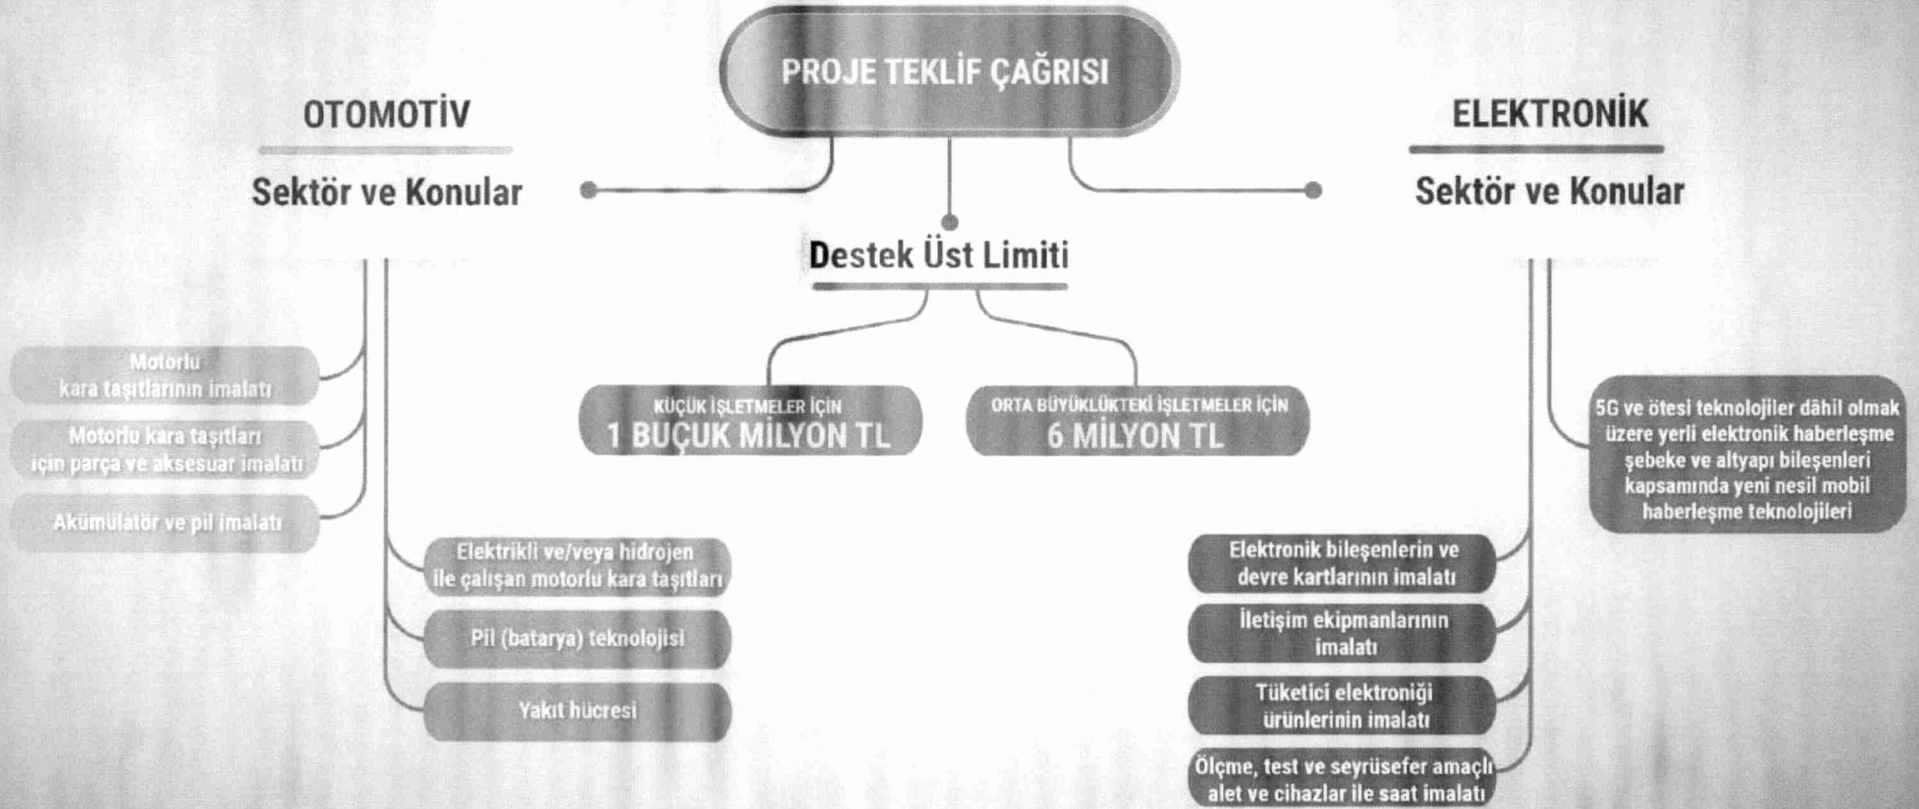 PROJE TEKLİF ÇAĞRISI
OTOMOTİV
Sektör ve Konular
Motorlu
kara taşıtlarının imalatı
Motorlu kara taşıtları
için parça ve aksesuar imalatı
Akümülatör ve pil imalatı
Elektrikli ve/veya hidrojen
ile çalışan motorlu kara taşıtları
Pil (batarya) teknolojisi
Yakıt hücresi
Destek Üst Limiti
KÜÇÜK İŞLETMELER İÇİN
1 BUÇUK MİLYON TL
ORTA BÜYÜKLÜKTEKİ İŞLETMELER İÇİN
6 MİLYON TL
ELEKTRONİK
Sektör ve Konular
5G ve ötesi teknolojiler dâhil olmak
üzere yerli elektronik haberleşme
şebeke ve altyapı bileşenleri
kapsamında yeni nesil mobil
haberleşme teknolojileri
Elektronik bileşenlerin ve
devre kartlarının imalatı
İletişim ekipmanlarının
imalatı
Tüketici elektroniği
ürünlerinin imalatı
Ölçme, test ve seyrüsefer amaçlı
alet ve cihazlar ile saat imalatı